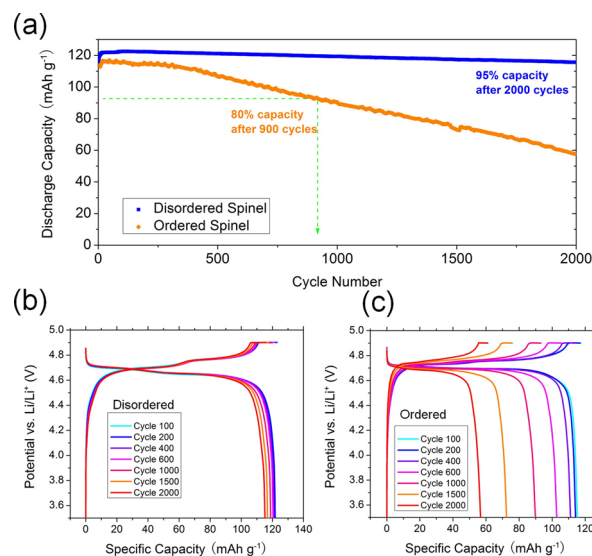 (a)
140
120
100
80
60
40
20
0
Discharge Capacity (mAh g⁻¹)
95% capacity
after 2000 cycles
80% capacity
after 900 cycles
Disordered Spinel
Ordered Spinel
0 500 1000 1500 2000
Cycle Number
(b)
5.0
4.8
4.6
4.4
4.2
4.0
3.8
3.6
Potential vs. Li/Li⁺ (V)
Disordered
Cycle 100
Cycle 200
Cycle 400
Cycle 600
Cycle 1000
Cycle 1500
Cycle 2000
0 20 40 60 80 100 120 140
Specific Capacity (mAh g⁻¹)
(c)
5.0
4.8
4.6
4.4
4.2
4.0
3.8
3.6
Potential vs. Li/Li⁺ (V)
Ordered
Cycle 100
Cycle 200
Cycle 400
Cycle 600
Cycle 1000
Cycle 1500
Cycle 2000
0 20 40 60 80 100 120
Specific Capacity (mAh g⁻¹)